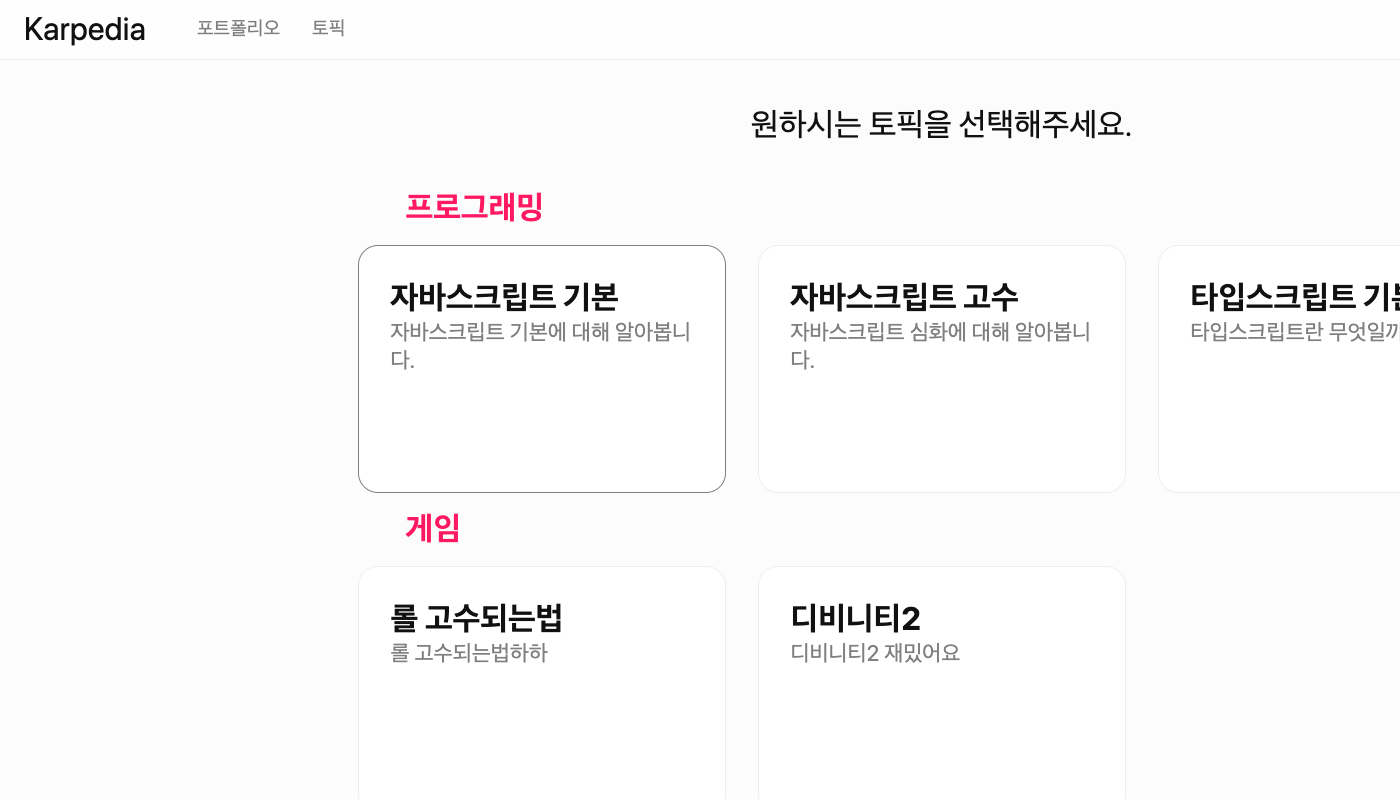 Karpedia 포트폴리오 토픽
원하시는 토픽을 선택해주세요.
프로그래밍
자바스크립트 기본
자바스크립트 기본에 대해 알아봅니
다.
자바스크립트 고수
자바스크립트 심화에 대해 알아봅니
다.
타입스크립트
타입스크립트란
게임
롤 고수되는법
롤 고수되는법하하
디비니티2
디비니티2 재밌어요